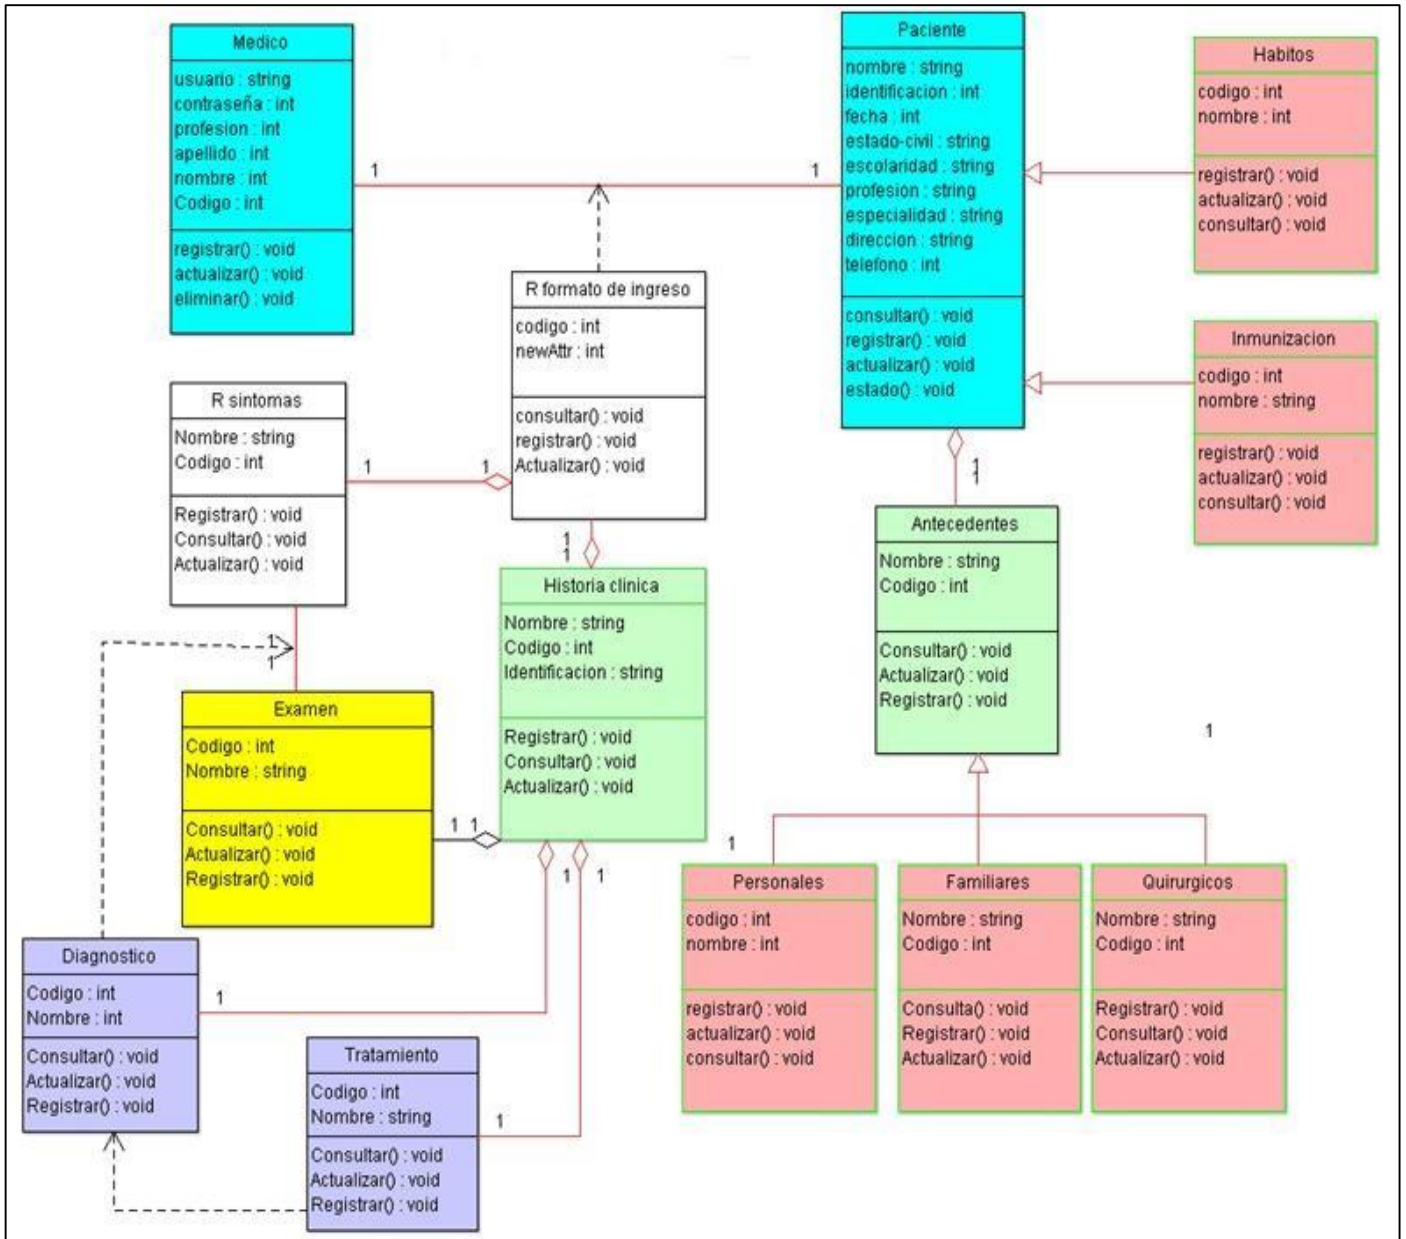 Medico
usuario : string
contraseña : int
profesion : int
apellido : int
nombre : int
Codigo : int
registrar() : void
actualizar() : void
eliminar() : void
1
1
Paciente
nombre : string
identificacion : int
fecha : int
estado-civil : string
escolaridad : string
profesion : string
especialidad : string
direccion : string
telefono : int
consultar() : void
registrar() : void
actualizar() : void
estado() : void
Habitos
codigo : int
nombre : int
registrar() : void
actualizar() : void
consultar() : void
R formato de ingreso
codigo : int
newAttr : int
consultar() : void
registrar() : void
Actualizar() : void
Inmunizacion
codigo : int
nombre : string
registrar() : void
actualizar() : void
consultar() : void
R sintomas
Nombre : string
Codigo : int
Registrar() : void
Consultar() : void
Actualizar() : void
1
1
1
1
1
1
Antecedentes
Nombre : string
Codigo : int
Consultar() : void
Actualizar() : void
Registrar() : void
Historia clinica
Nombre : string
Codigo : int
Identificacion : string
Registrar() : void
Consultar() : void
Actualizar() : void
1
1
Examen
Codigo : int
Nombre : string
Consultar() : void
Actualizar() : void
Registrar() : void
1
1
1
1
1
1
Personales
codigo : int
nombre : int
registrar() : void
actualizar() : void
consultar() : void
Familiares
Nombre : string
Codigo : int
Consulta() : void
Registrar() : void
Actualizar() : void
Quirurgicos
Nombre : string
Codigo : int
Registrar() : void
Consultar() : void
Actualizar() : void
Diagnostico
Codigo : int
Nombre : int
Consultar() : void
Actualizar() : void
Registrar() : void
1
Tratamiento
Codigo : int
Nombre : string
Consultar() : void
Actualizar() : void
Registrar() : void
1